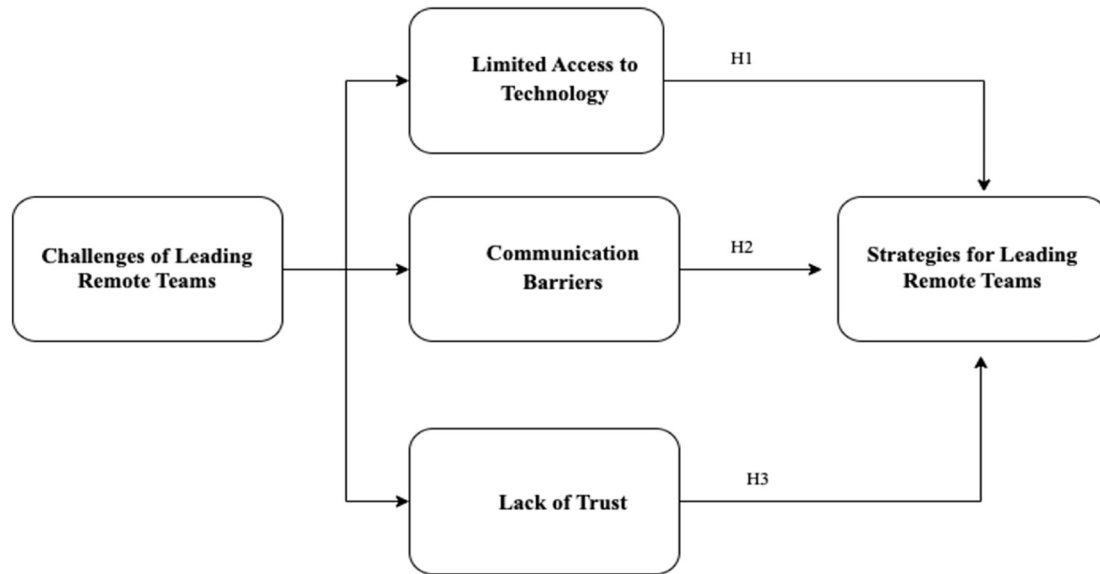 Limited Access to
Technology
H1
Challenges of Leading
Remote Teams
Communication
Barriers
H2
Strategies for Leading
Remote Teams
Lack of Trust
H3